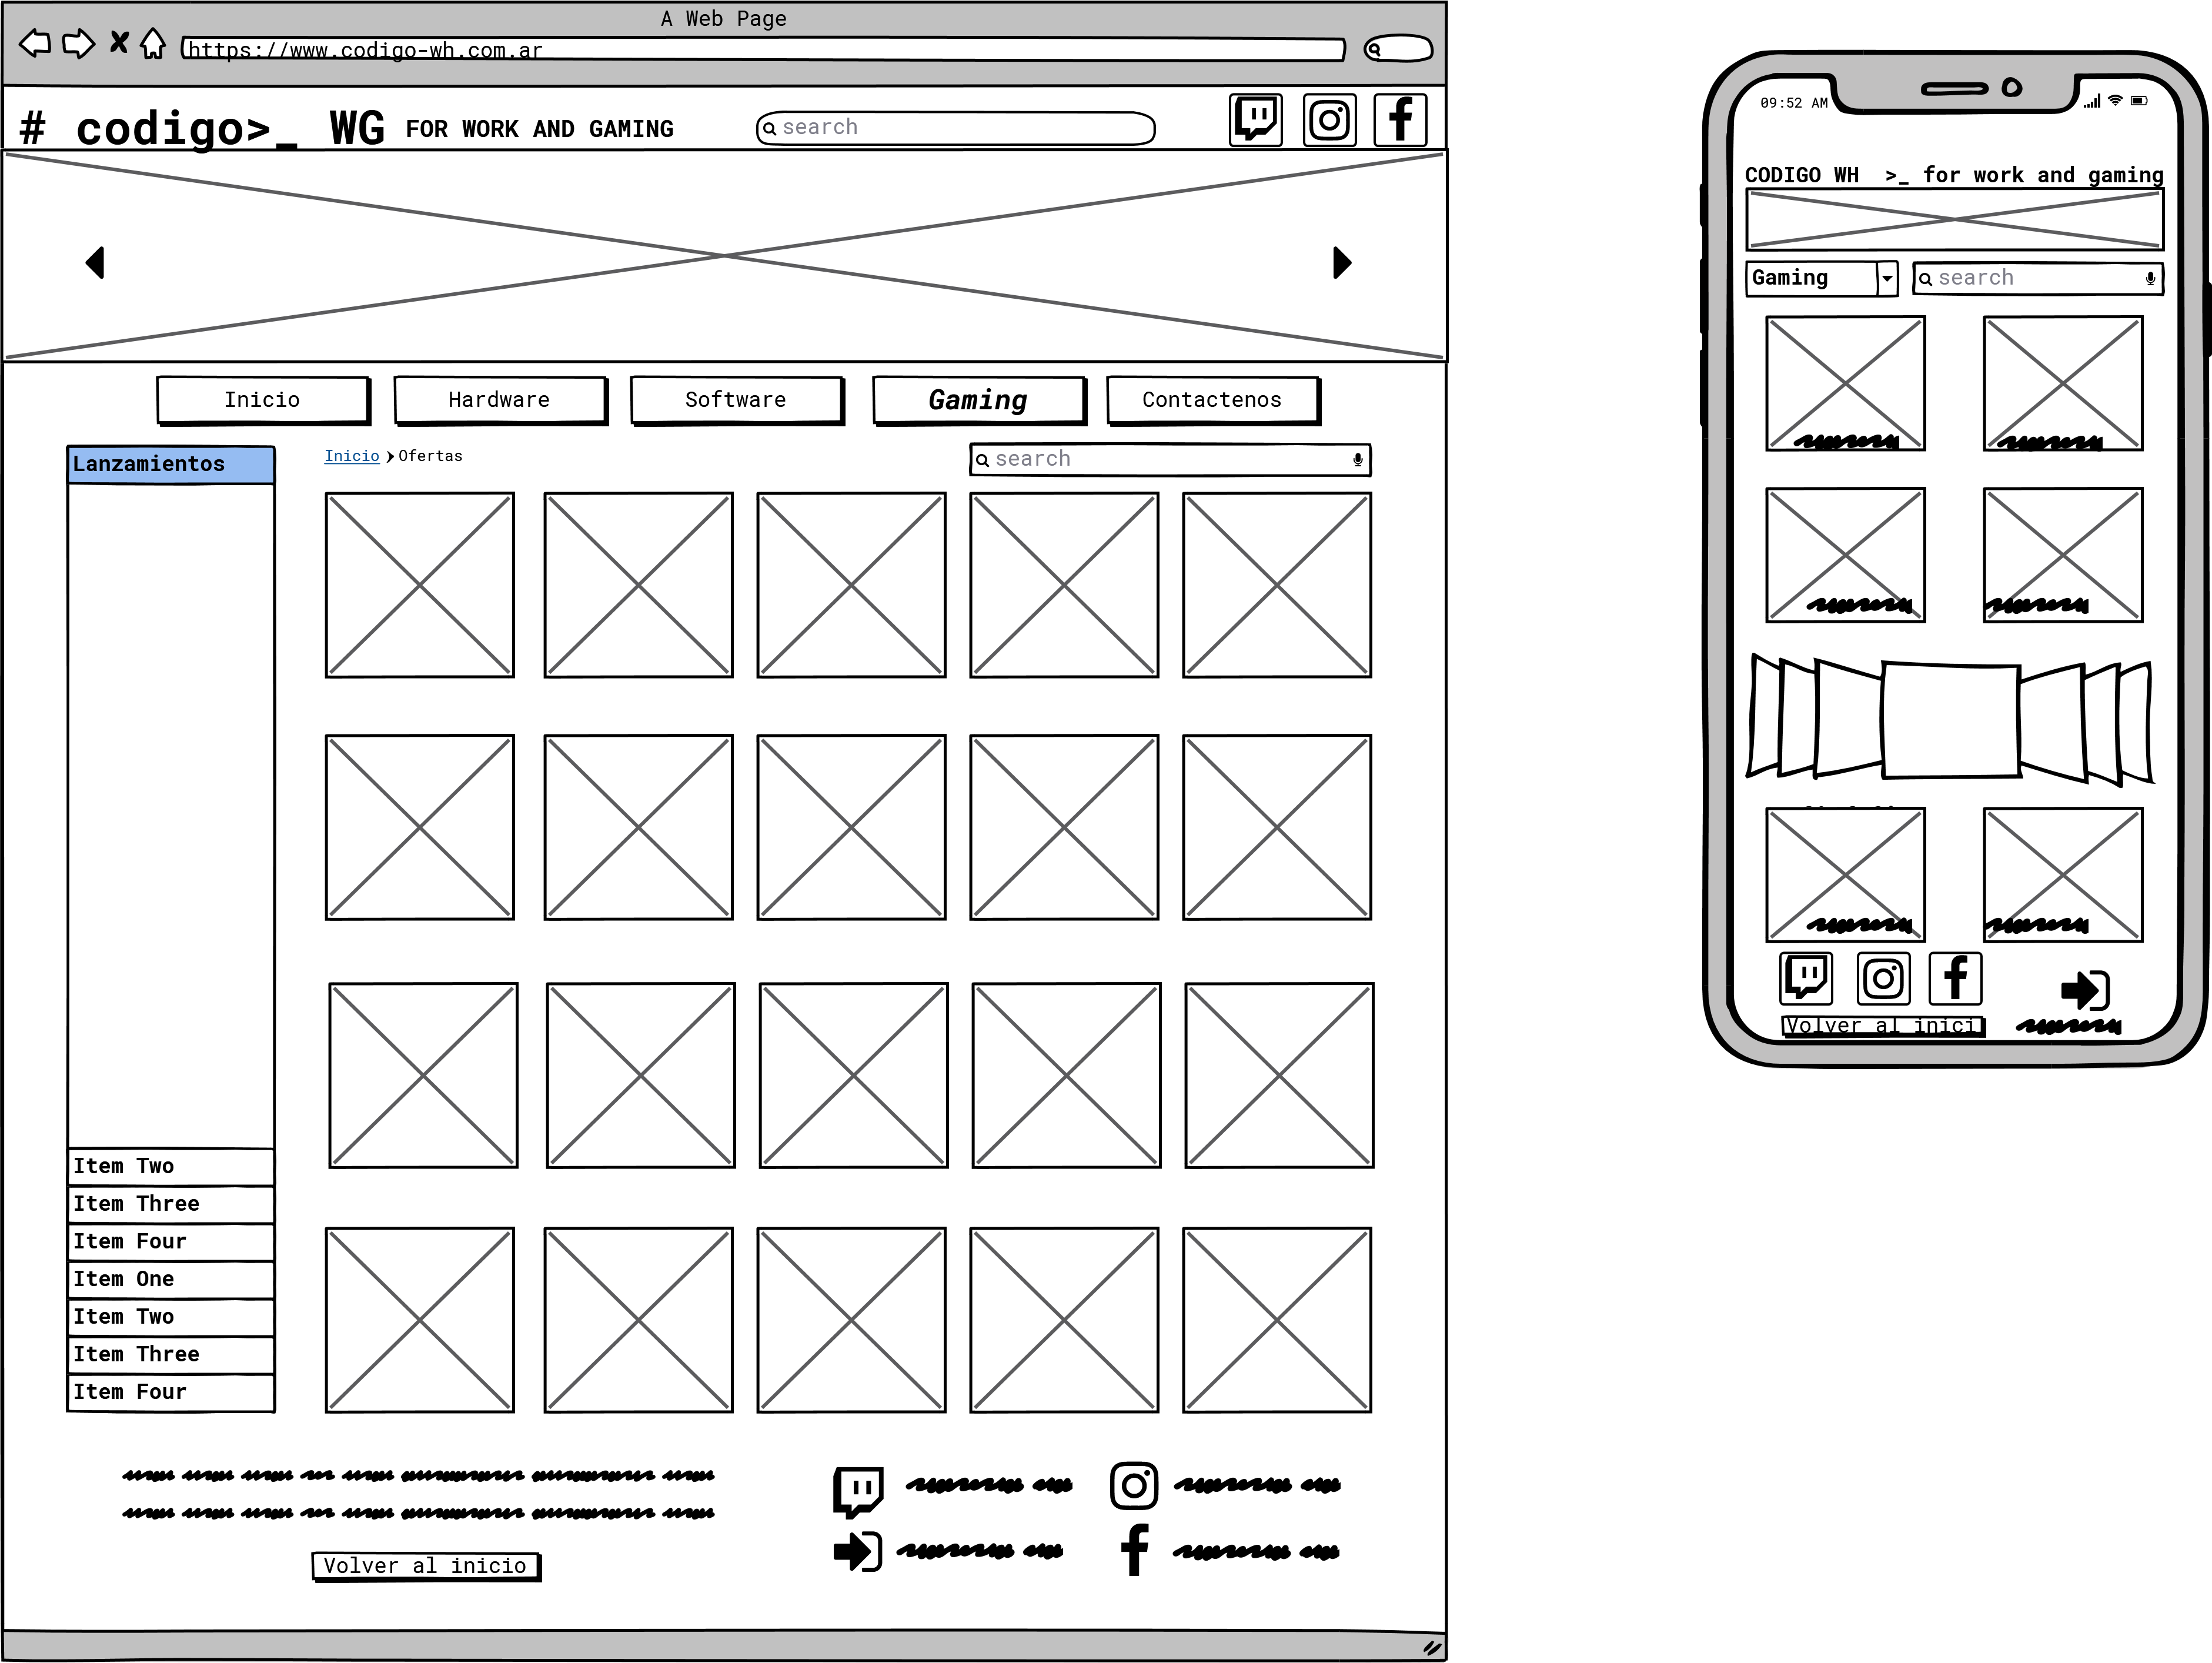 A Web Page
https://www.codigo-wh.com.ar
# codigo>_ WG FOR WORK AND GAMING
search
Inicio
Hardware
Software
Gaming
Contactenos
Lanzamientos
Inicio
Ofertas
search
Item Two
Item Three
Item Four
Item One
Item Two
Item Three
Item Four
Volver al inicio
09:52 AM
CODIGO WH >_ for work and gaming
Gaming
search
Volver al inici